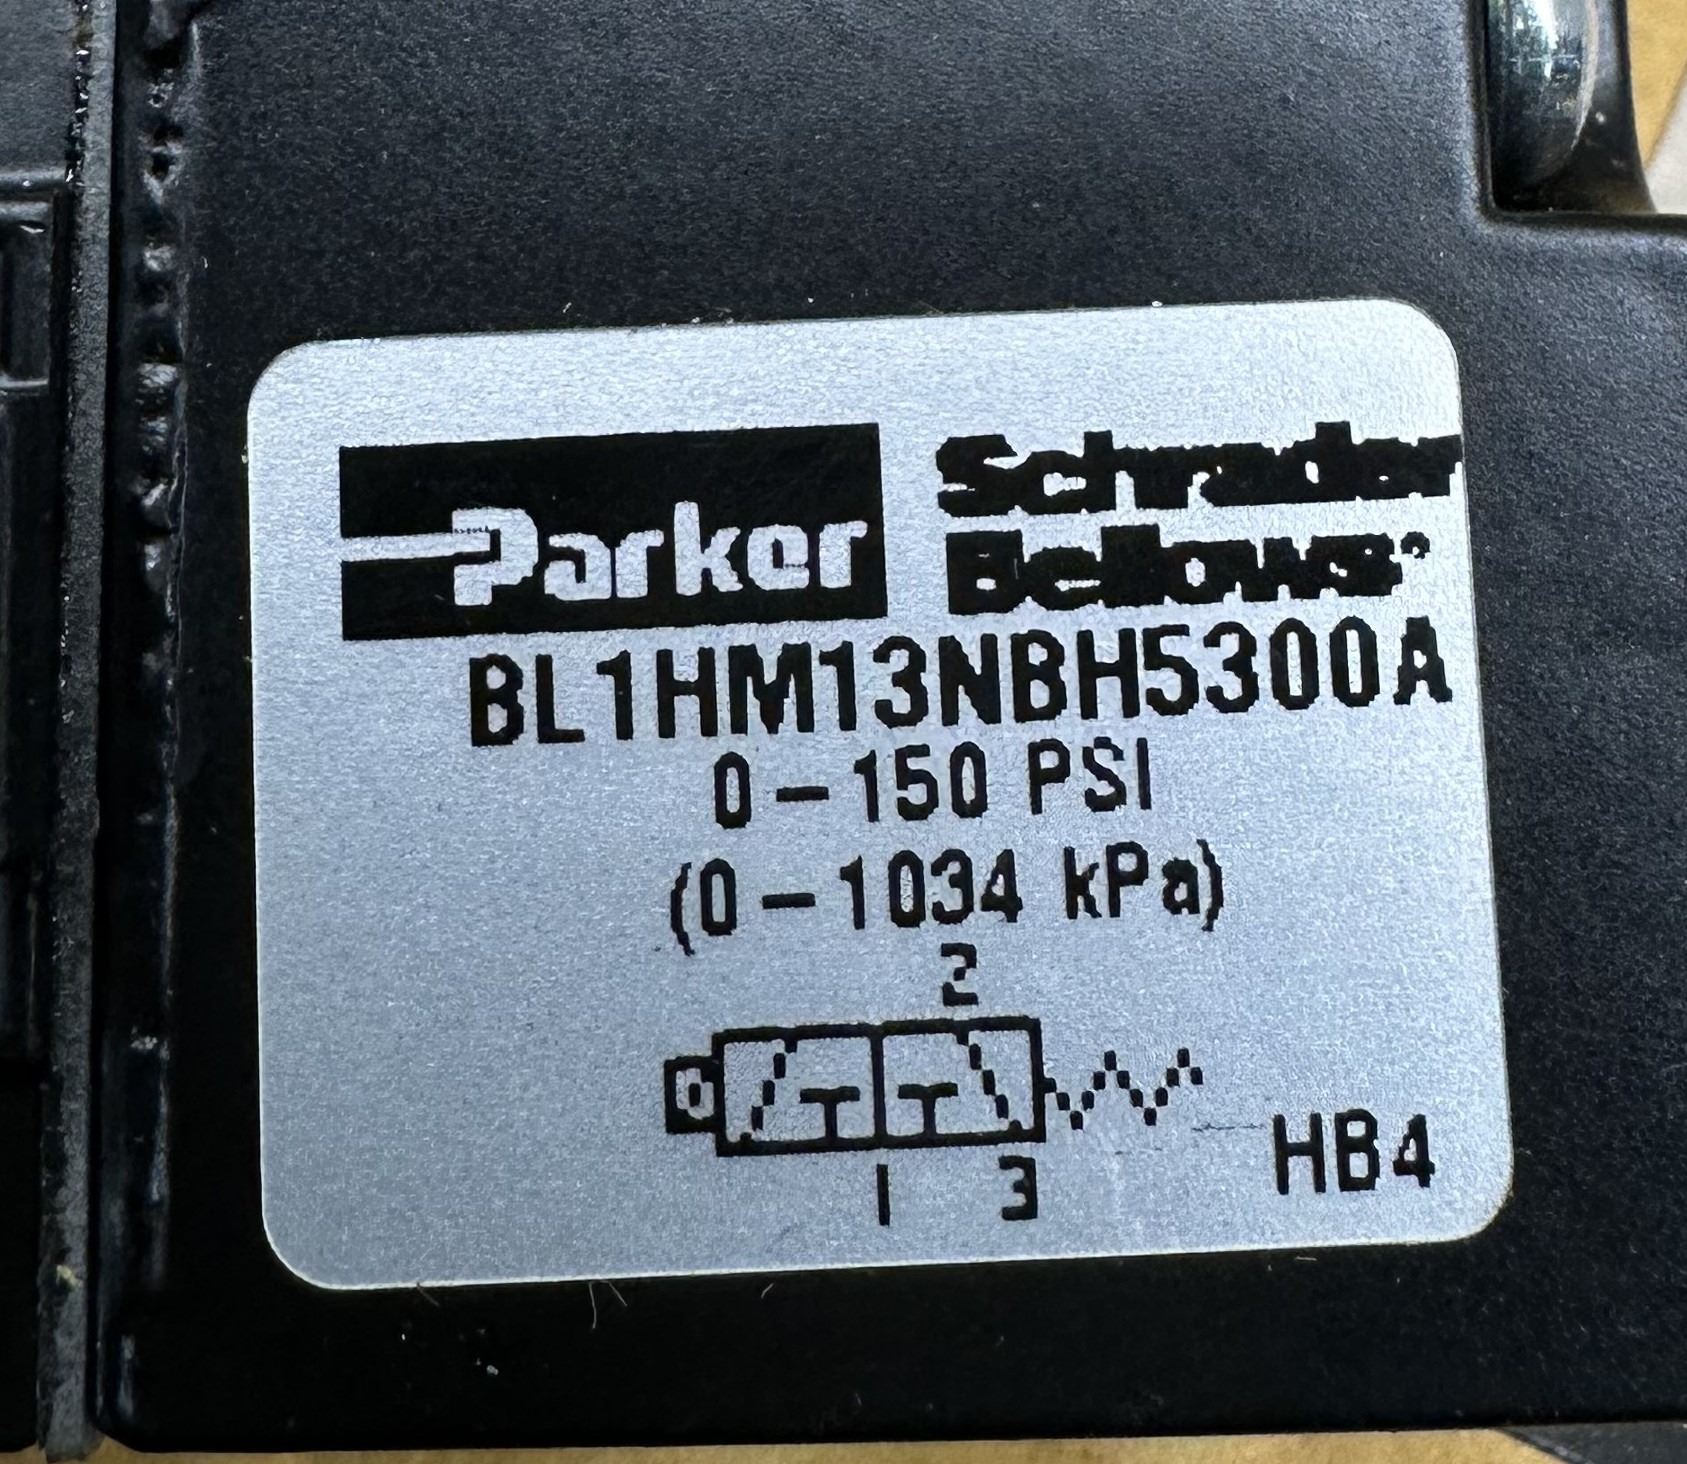 Parker Schrader
Bellows®
BL1HM13NBH5300A
0-150 PSI
(0-1034 kPa)
2
1 3
HB4